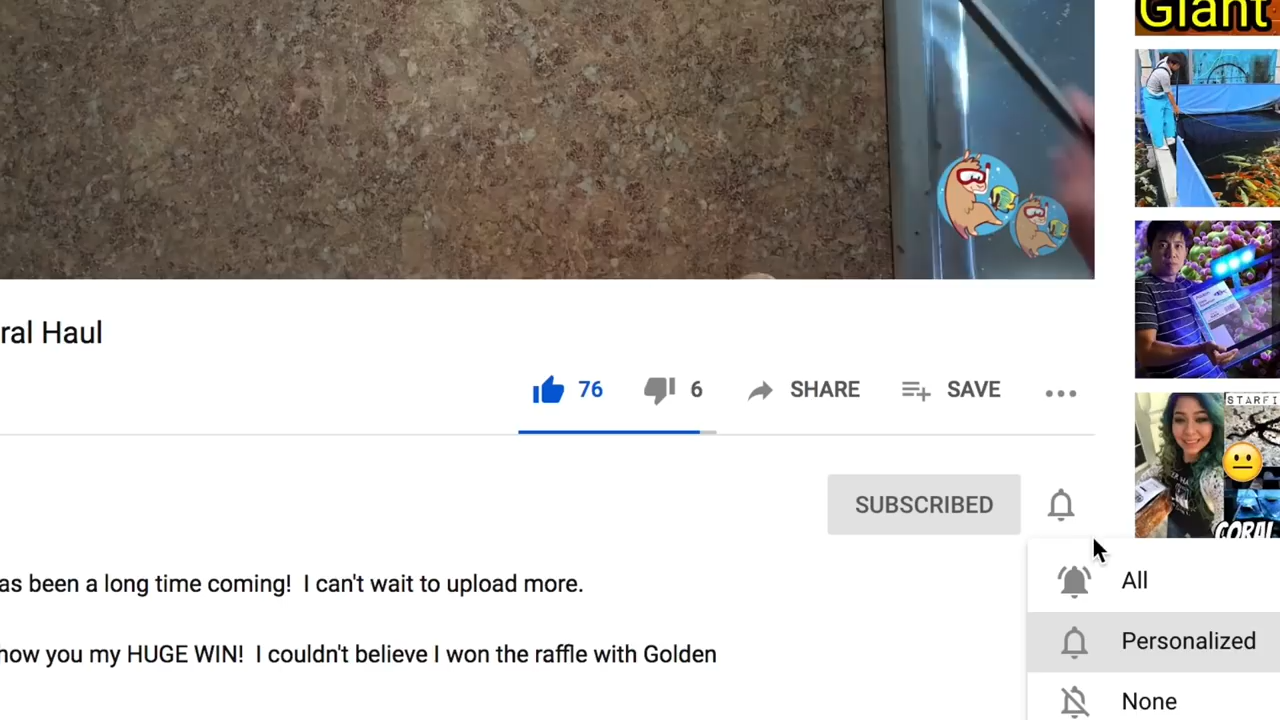 Giant
ral Haul
76 6 SHARE SAVE
STARFI
SUBSCRIBED
CORAL
All
as been a long time coming! I can't wait to upload more.
Personalized
how you my HUGE WIN! I couldn't believe I won the raffle with Golden
None